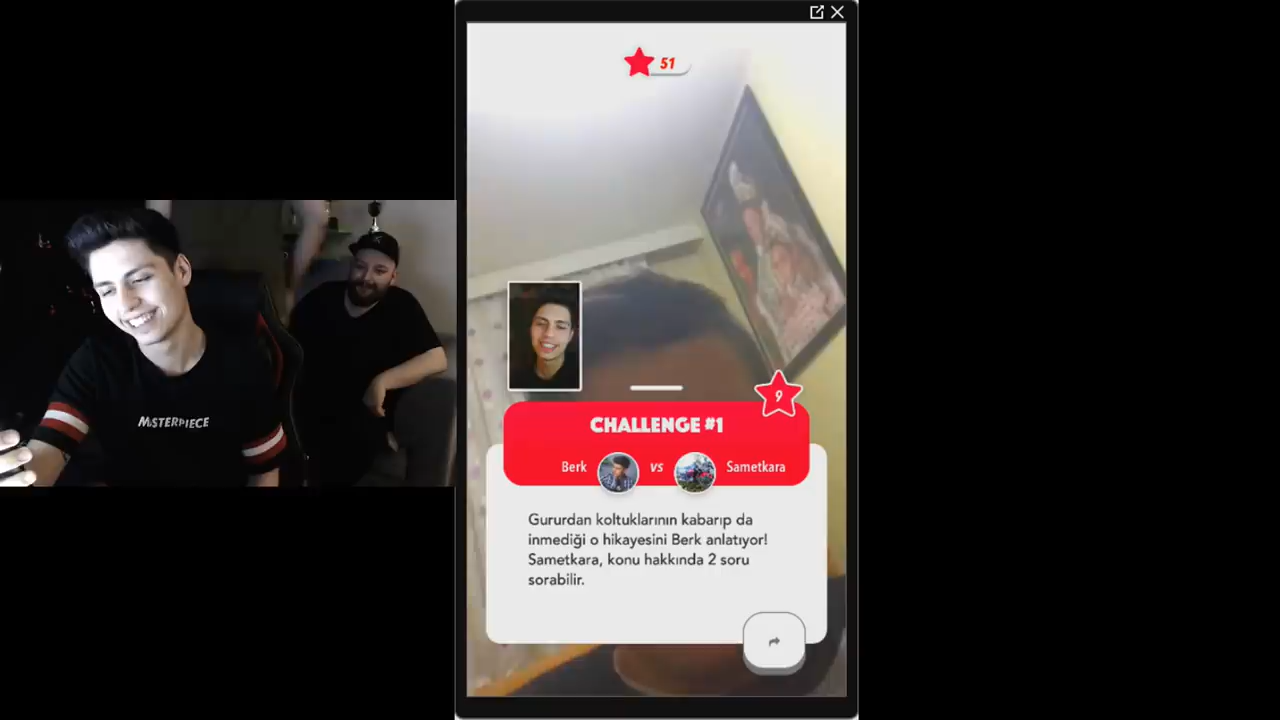 51
9
CHALLENGE #1
Berk vs Sametkara
Gururdan koltuklarının kabarıp da
inmediği o hikayesini Berk anlatıyor!
Sametkara, konu hakkında 2 soru
sorabilir.
MISTERPIECE